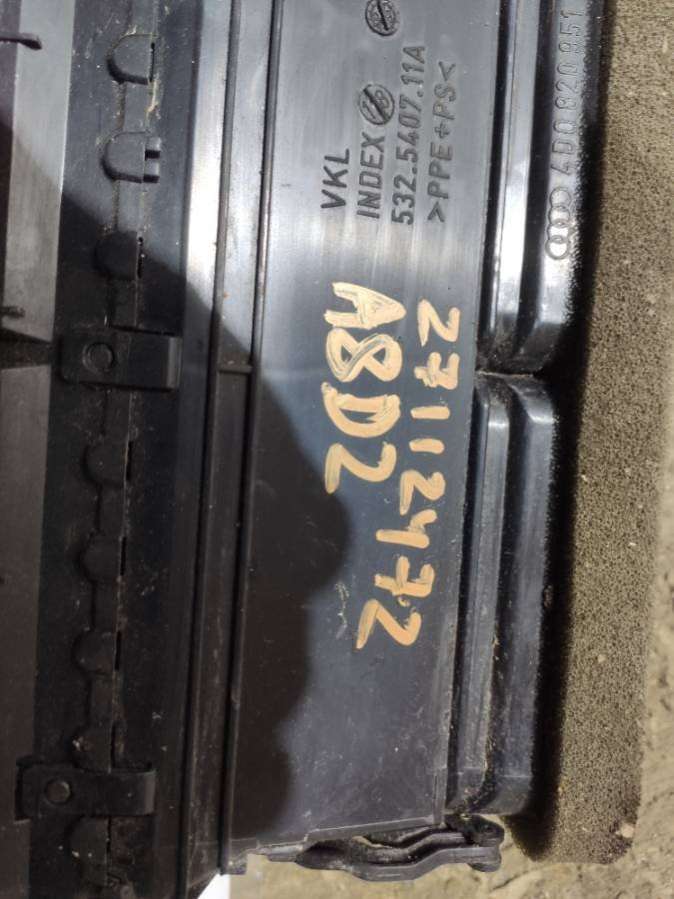 VKL
INDEX
532.5407.11A
>PPE+PS<
4D0 820 951
27112472
A8D2